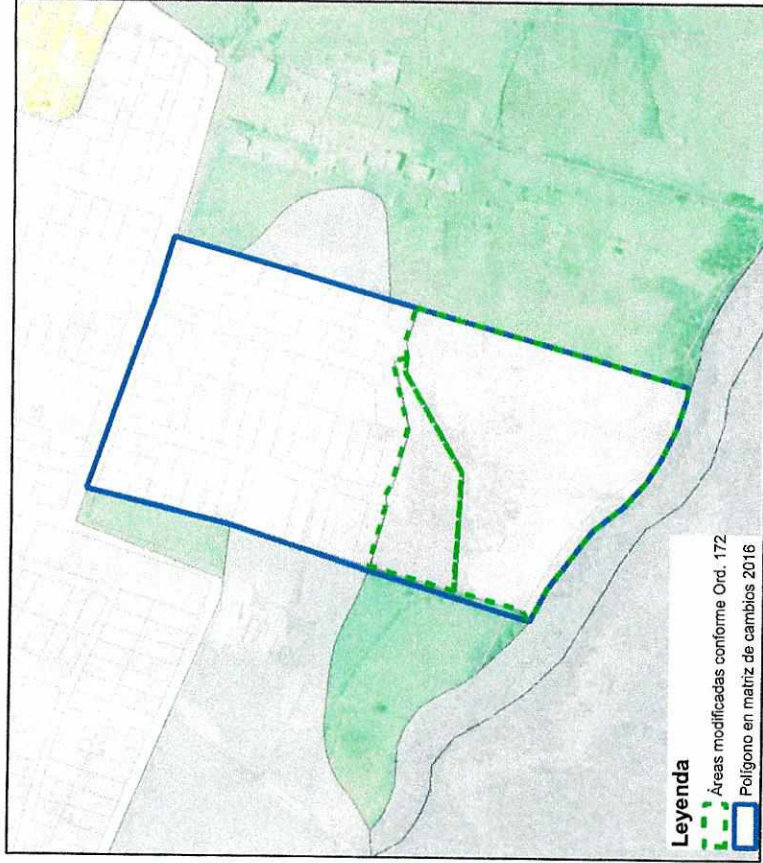 Leyenda
Áreas modificadas conforme Ord. 172
Polígono en matriz de cambios 2016